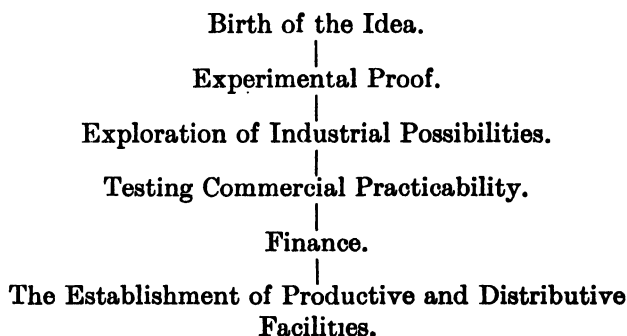 Birth of the Idea.
Experimental Proof.
Exploration of Industrial Possibilities.
Testing Commercial Practicability.
Finance.
The Establishment of Productive and Distributive
Facilities.